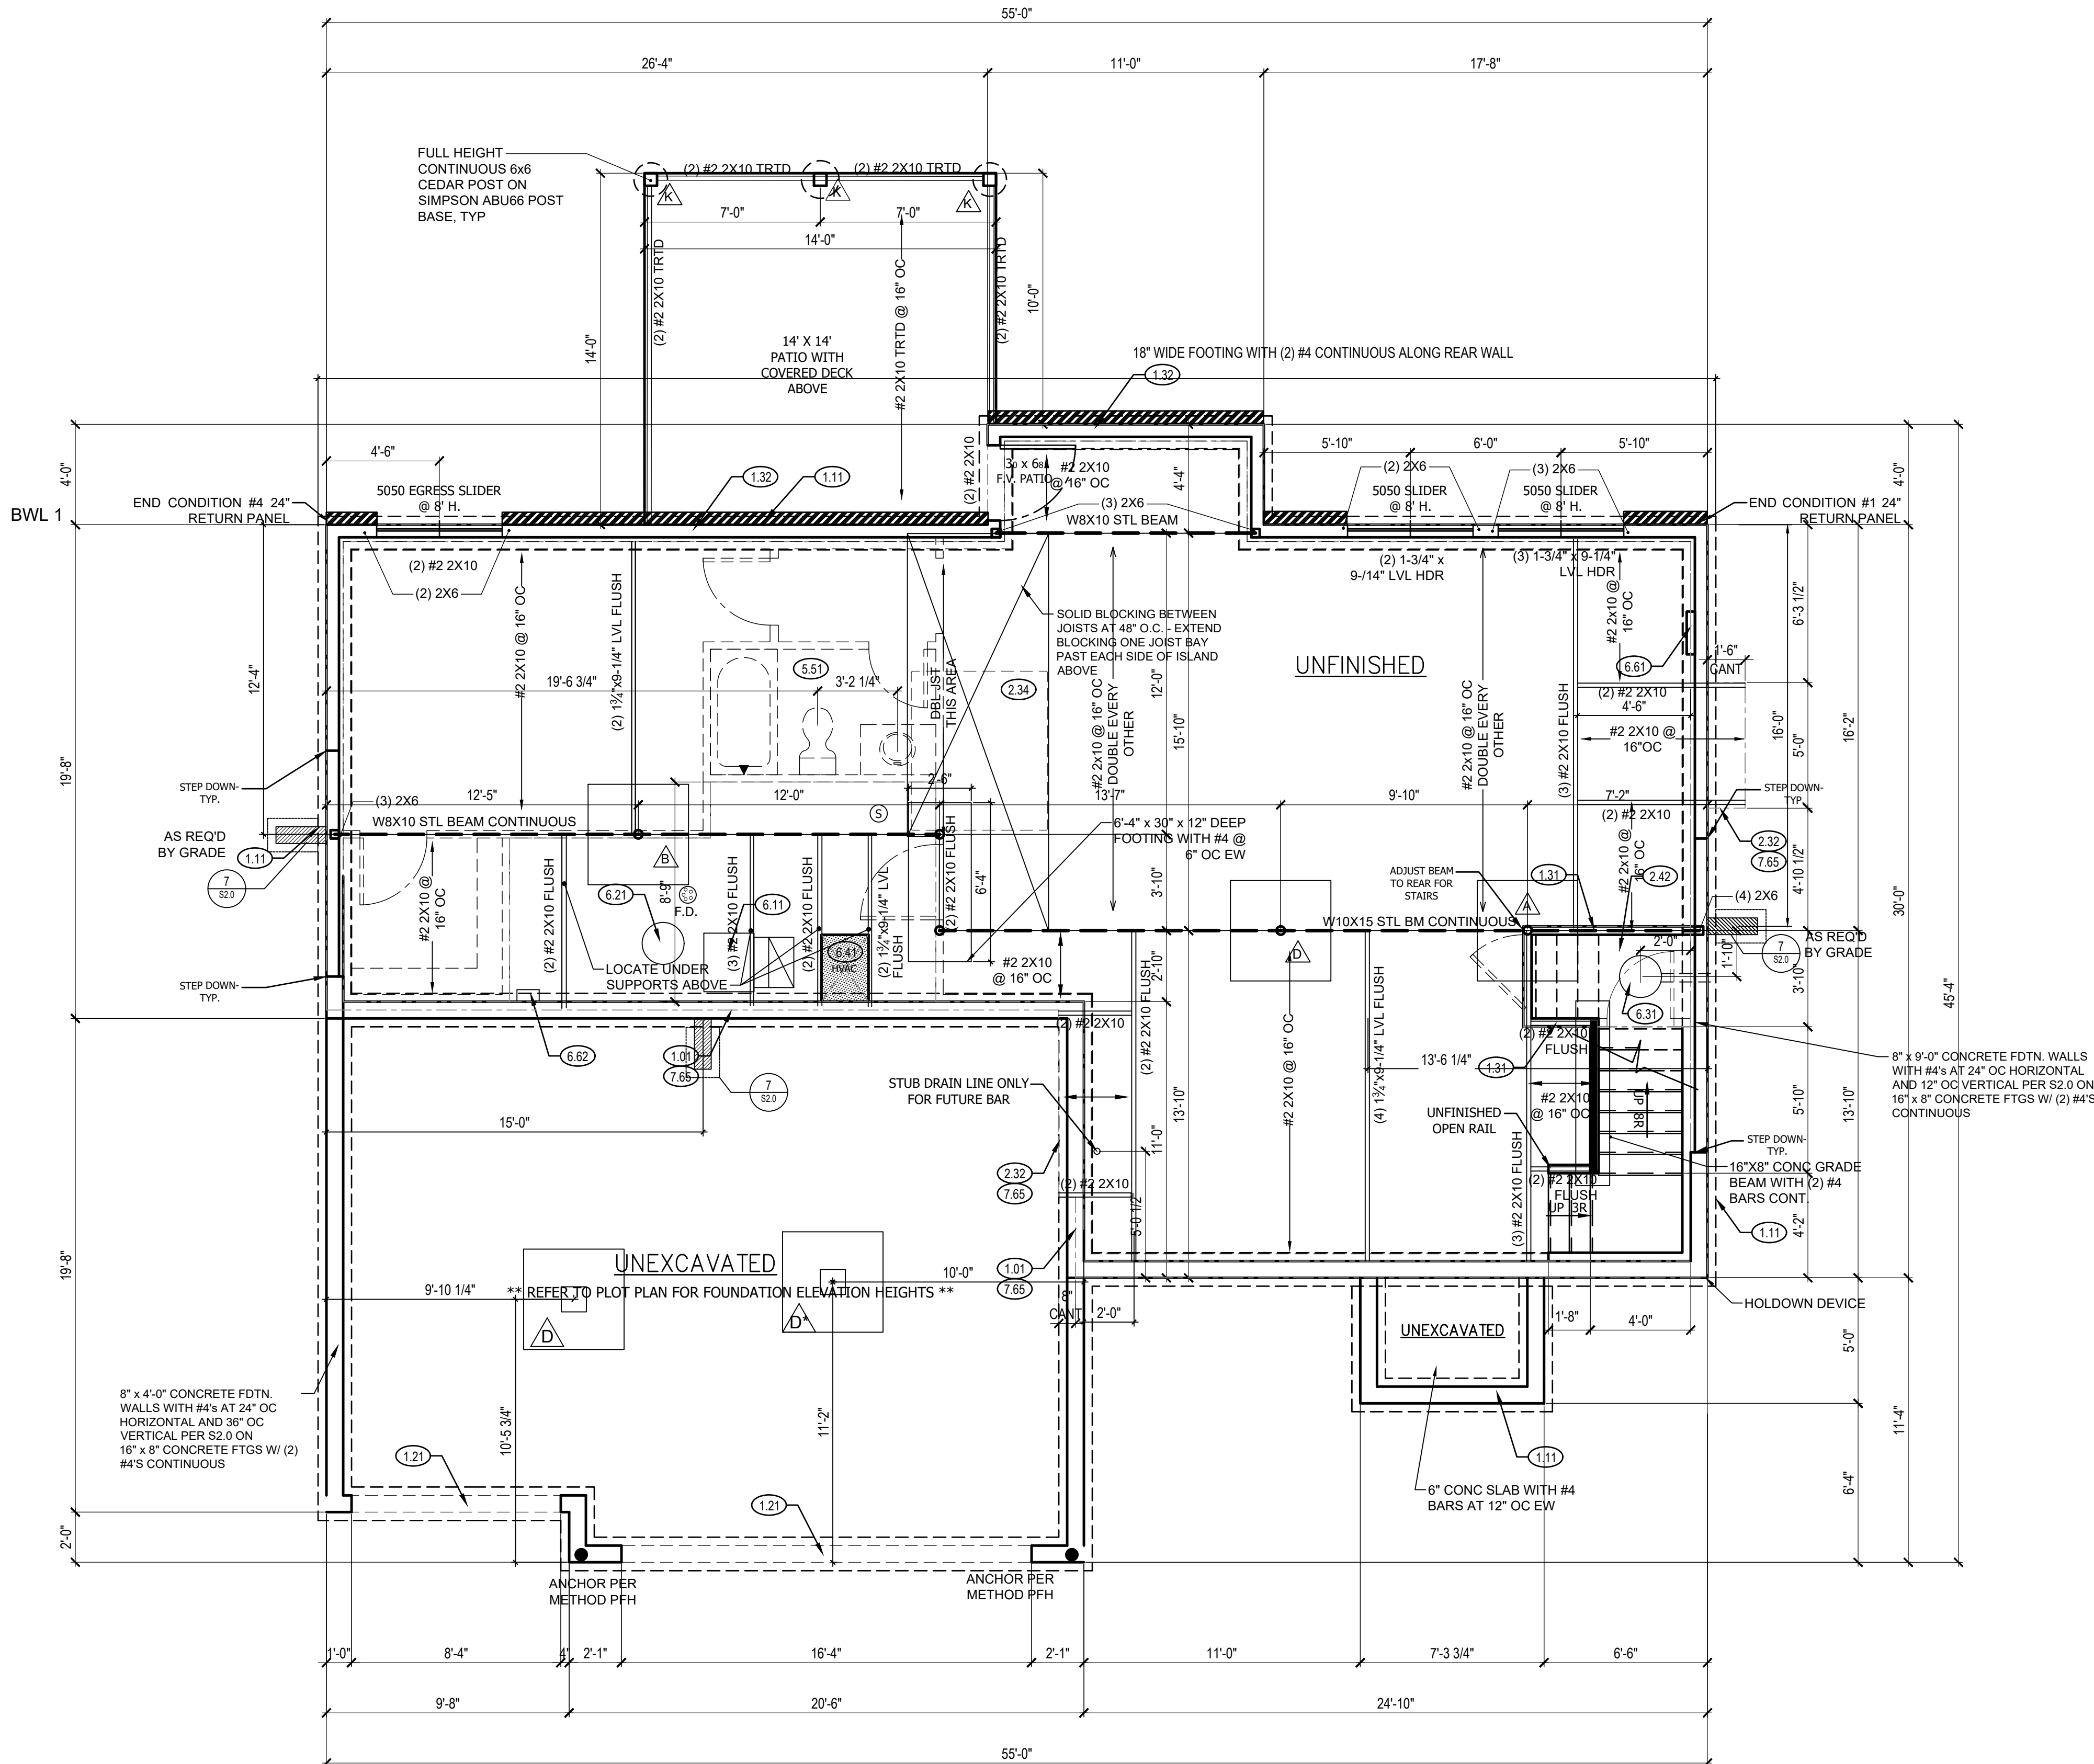 55'-0"
26'-4"
11'-0"
17'-8"
FULL HEIGHT
CONTINUOUS 6x6
CEDAR POST ON
SIMPSON ABU66 POST
BASE, TYP
(2) #2 2X10 TRTD
(2) #2 2X10 TRTD
K
K
K
7'-0"
7'-0"
14'-0"
(2) #2 2X10 TRTD
(2) #2 2X10 TRTD
#2 2X10 TRTD @ 16" OC
10'-0"
14'-0"
14' X 14'
PATIO WITH
COVERED DECK
ABOVE
18" WIDE FOOTING WITH (2) #4 CONTINUOUS ALONG REAR WALL
1.32
4'-0"
4'-6"
5'-10"
6'-0"
5'-10"
4'-0"
(2) #2 2X10
F.V. PATIO
#2 2X10
@ 16" OC
4'-4"
(2) 2X6
(3) 2X6
5050 EGRESS SLIDER
@ 8' H.
1.32
1.11
5050 SLIDER
@ 8' H.
5050 SLIDER
@ 8' H.
BWL 1
END CONDITION #4 24"
RETURN PANEL
(3) 2X6
W8X10 STL BEAM
END CONDITION #1 24"
RETURN PANEL
(2) #2 2X10
(2) 2X6
(2) 1-3/4" x
9-/14" LVL HDR
(3) 1-3/4" x 9-1/4"
LVL HDR
#2 2X10 @ 16" OC
(2) 1¾"x9-1/4" LVL FLUSH
SOLID BLOCKING BETWEEN
JOISTS AT 48" O.C. - EXTEND
BLOCKING ONE JOIST BAY
PAST EACH SIDE OF ISLAND
ABOVE
UNFINISHED
#2 2x10 @
16" OC
6'-3 1/2"
5.51
2.34
6.61
1'-6"
CANT
12'-4"
19'-6 3/4"
3'-2 1/4"
DBL JST
THIS AREA
#2 2x10 @ 16" OC
DOUBLE EVERY
OTHER
12'-0"
15'-10"
#2 2x10 @ 16" OC
DOUBLE EVERY
OTHER
(3) #2 2X10 FLUSH
(2) #2 2X10
4'-6"
#2 2X10 @
16"OC
16'-0"
5'-0"
16'-2"
30'-0"
19'-8"
STEP DOWN-
TYP.
2'-6"
12'-5"
12'-0"
13'-7"
9'-10"
7'-2"
STEP DOWN-
TYP
(3) 2X6
W8X10 STL BEAM CONTINUOUS
S
(2) #2 2X10
AS REQ'D
BY GRADE
1.11
7
S2.0
6'-4" x 30" x 12" DEEP
FOOTING WITH #4 @
6" OC EW
2.32
7.65
#2 2X10 @
16" OC
(2) #2 2X10 FLUSH
B
6.21
8'-9"
F.D.
(3) #2 2X10 FLUSH
6.11
(2) #2 2X10 FLUSH
(2) 1¾"x9-1/4" LVL
FLUSH
(2) #2 2X10 FLUSH
6'-4"
3'-10"
ADJUST BEAM
TO REAR FOR
STAIRS
1.31
#2 2x10 @
16" OC
2.42
4'-10 1/2"
A
(4) 2X6
W10X15 STL BM CONTINUOUS
LOCATE UNDER
SUPPORTS ABOVE
6.41
HVAC
#2 2X10
@ 16" OC
2'-10"
D
2'-0"
1'-10"
7
S2.0
AS REQ'D
BY GRADE
3'-10"
45'-4"
STEP DOWN-
TYP.
6.62
1.01
7.65
7
S2.0
(2) #2 2X10
(2) #2 2X10 FLUSH
#2 2X10 @ 16" OC
(4) 1¾"x9-1/4" LVL FLUSH
13'-6 1/4"
(2) #2 2X10
FLUSH
1.31
6.31
8" x 9'-0" CONCRETE FDTN. WALLS
WITH #4's AT 24" OC HORIZONTAL
AND 12" OC VERTICAL PER S2.0 ON
16" x 8" CONCRETE FTGS W/ (2) #4'S
CONTINUOUS
STUB DRAIN LINE ONLY
FOR FUTURE BAR
13'-10"
11'-0"
UNFINISHED
OPEN RAIL
#2 2X10
@ 16" OC
5'-10"
13'-10"
15'-0"
STEP DOWN-
TYP.
16"X8" CONC GRADE
BEAM WITH (2) #4
BARS CONT.
2.32
7.65
(2) #2 2X10
5'-0 1/2"
(3) #2 2X10 FLUSH
(2) #2 2X10
FLUSH
UP 3R
1.11
4'-2"
19'-8"
UNEXCAVATED
** REFER TO PLOT PLAN FOR FOUNDATION ELEVATION HEIGHTS **
9'-10 1/4"
10'-0"
1.01
7.65
8"
CANT
2'-0"
HOLDOWN DEVICE
D
D*
UNEXCAVATED
1'-8"
4'-0"
5'-0"
8" x 4'-0" CONCRETE FDTN.
WALLS WITH #4's AT 24" OC
HORIZONTAL AND 36" OC
VERTICAL PER S2.0 ON
16" x 8" CONCRETE FTGS W/ (2)
#4'S CONTINUOUS
10'-5 3/4"
11'-2"
11'-4"
1.21
1.11
6'-4"
6" CONC SLAB WITH #4
BARS AT 12" OC EW
1.21
2'-0"
ANCHOR PER
METHOD PFH
ANCHOR PER
METHOD PFH
1'-0"
8'-4"
4"
2'-1"
16'-4"
2'-1"
11'-0"
7'-3 3/4"
6'-6"
9'-8"
20'-6"
24'-10"
55'-0"